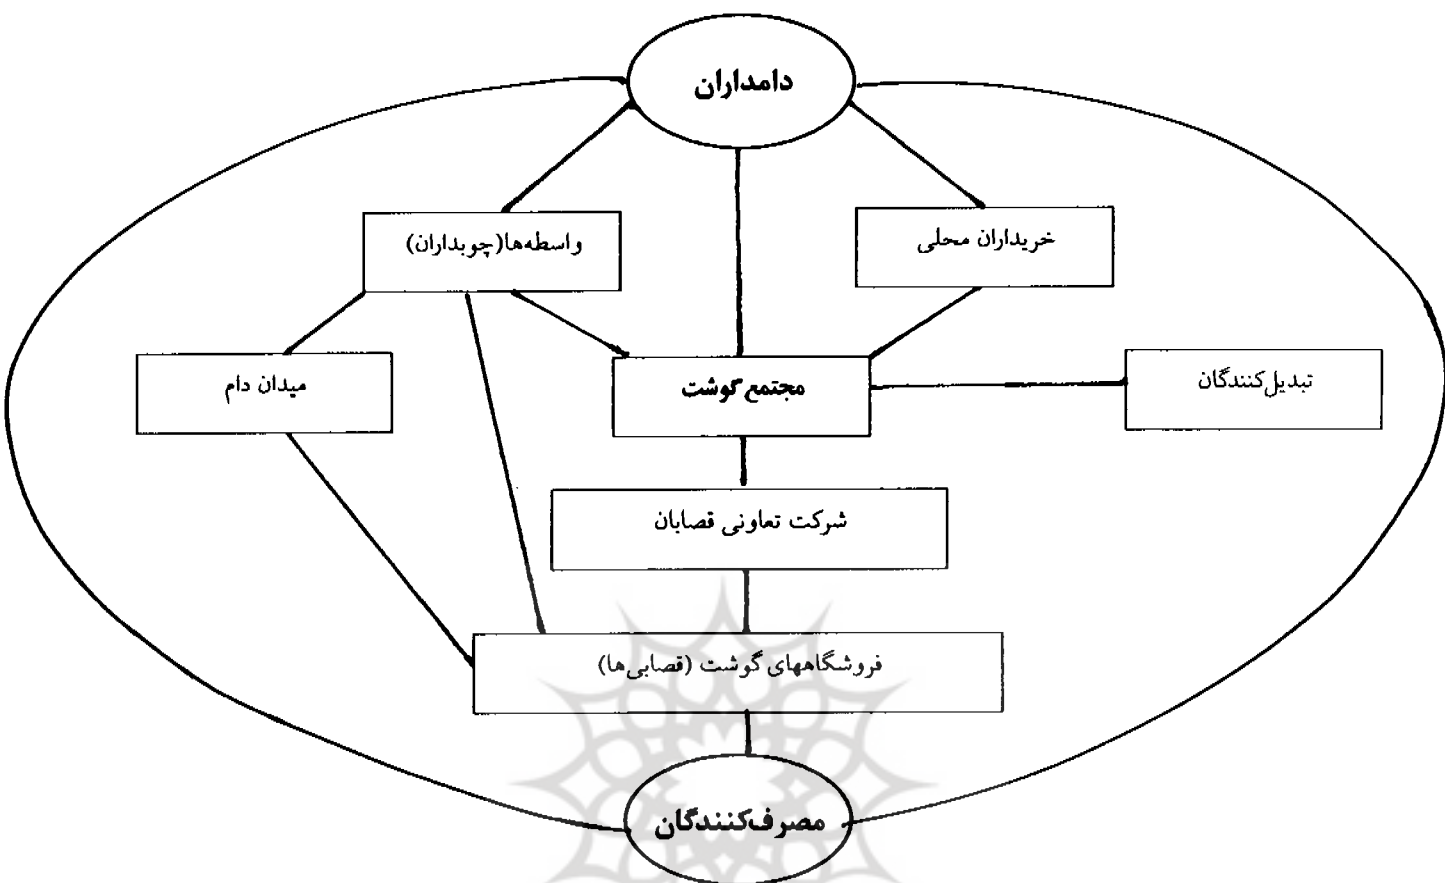 دامداران
واسطه‌ها(چوبداران)
خریداران محلی
میدان دام
مجتمع گوشت
تبدیل‌کنندگان
شرکت تعاونی قصابان
فروشگاههای گوشت (قصابی‌ها)
مصرف‌کنندگان